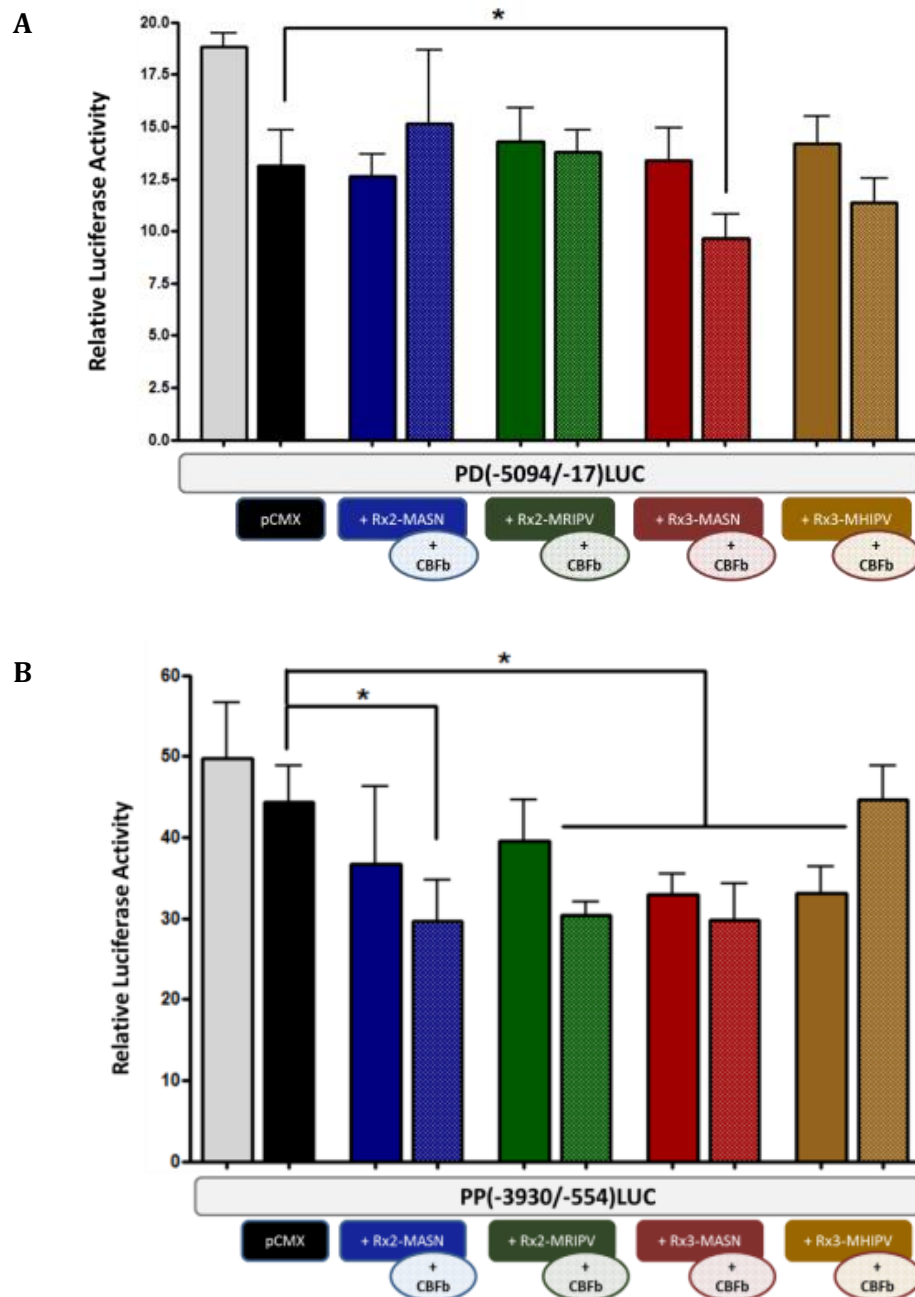 A
*
Relative Luciferase Activity
20.0
17.5
15.0
12.5
10.0
7.5
5.0
2.5
0.0
PD(-5094/-17)LUC
pCMX
+ Rx2-MASN
+ Rx2-MRIPV
+ Rx3-MASN
+ Rx3-MHIPV
+
CBFb
+
CBFb
+
CBFb
+
CBFb
B
*
*
Relative Luciferase Activity
60
50
40
30
20
10
0
PP(-3930/-554)LUC
pCMX
+ Rx2-MASN
+ Rx2-MRIPV
+ Rx3-MASN
+ Rx3-MHIPV
+
CBFb
+
CBFb
+
CBFb
+
CBFb